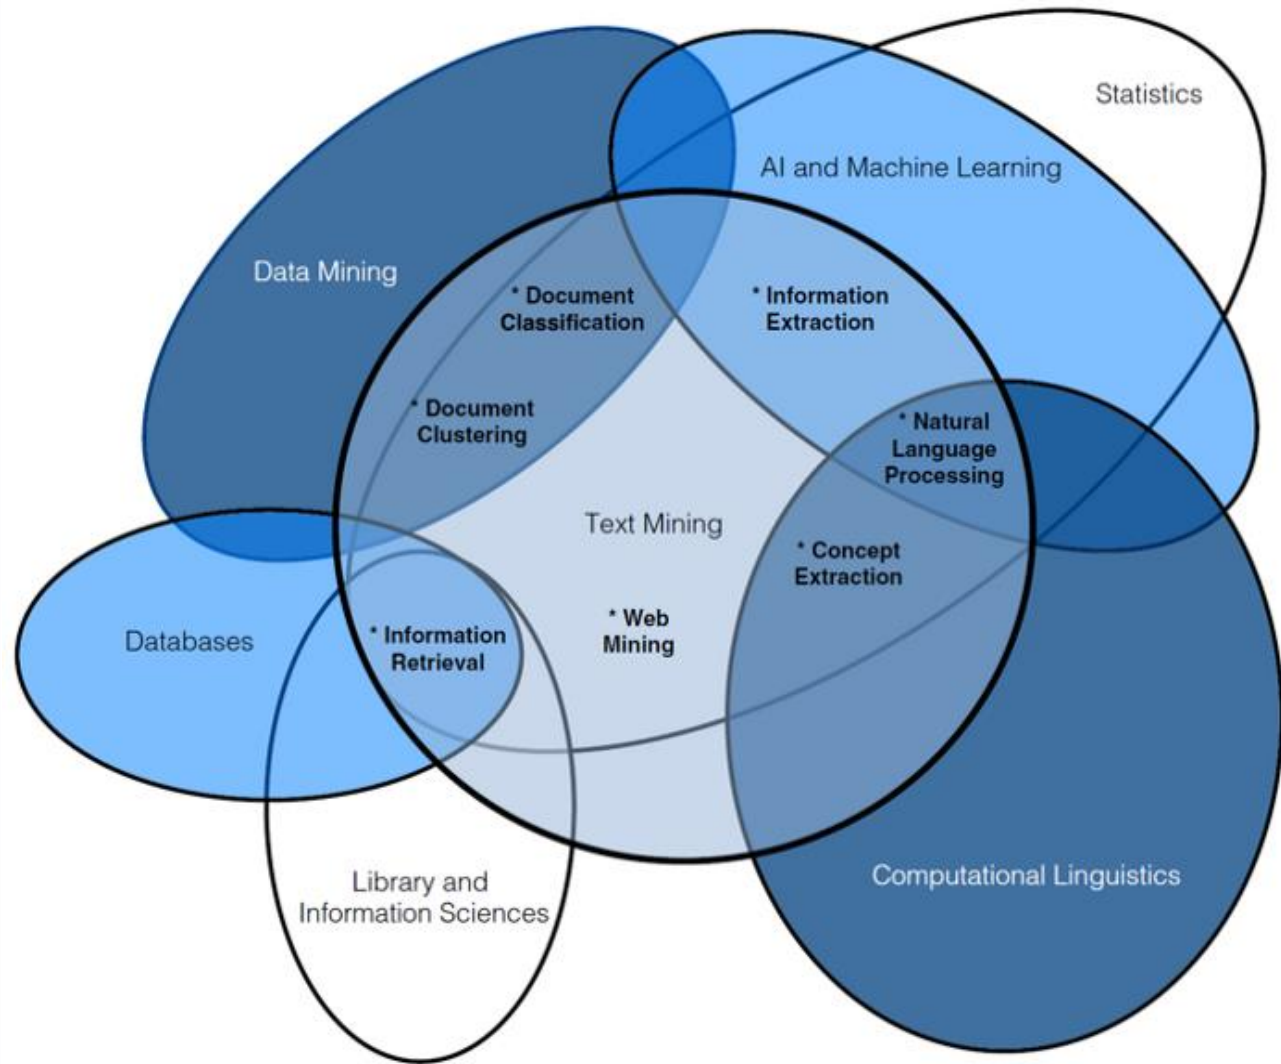 Statistics
AI and Machine Learning
Data Mining
* Document
Classification
* Information
Extraction
* Document
Clustering
* Natural
Language
Processing
Text Mining
* Concept
Extraction
* Web
Mining
Databases
* Information
Retrieval
Library and
Information Sciences
Computational Linguistics